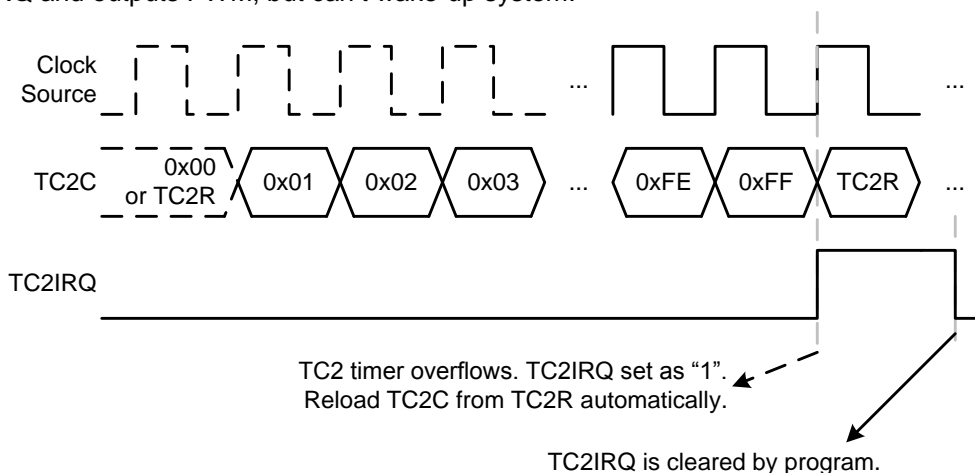 and outputs PWM, but can't wake-up system.
Clock
Source
...
...
TC2C
0x00
or TC2R
0x01
0x02
0x03
...
0xFE
0xFF
TC2R
...
TC2IRQ
TC2 timer overflows. TC2IRQ set as “1”.
Reload TC2C from TC2R automatically.
TC2IRQ is cleared by program.